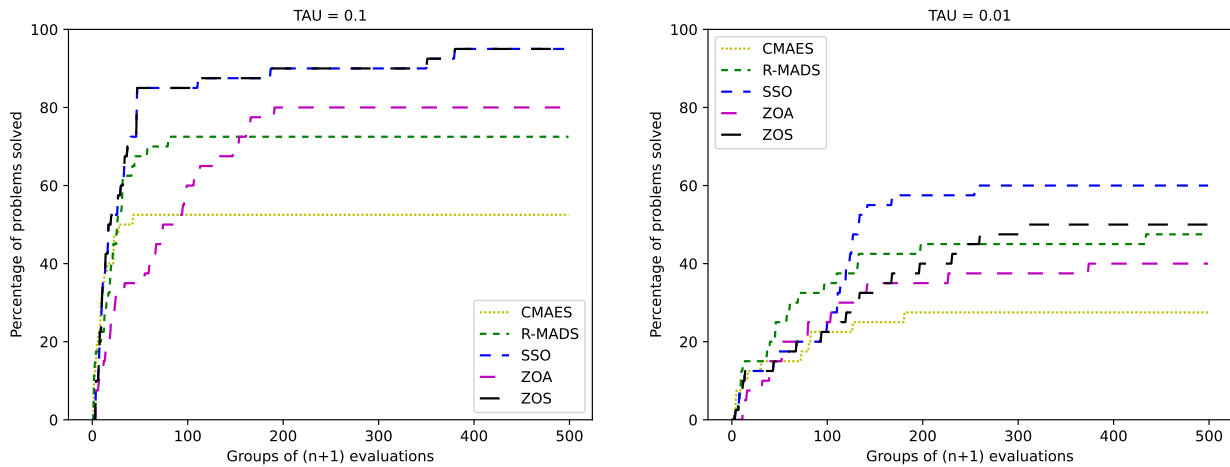 TAU = 0.1
Percentage of problems solved
100
80
60
40
20
0
0 100 200 300 400 500
Groups of (n+1) evaluations
CMAES
R-MADS
SSO
ZOA
ZOS
TAU = 0.01
Percentage of problems solved
100
80
60
40
20
0
0 100 200 300 400 500
Groups of (n+1) evaluations
CMAES
R-MADS
SSO
ZOA
ZOS